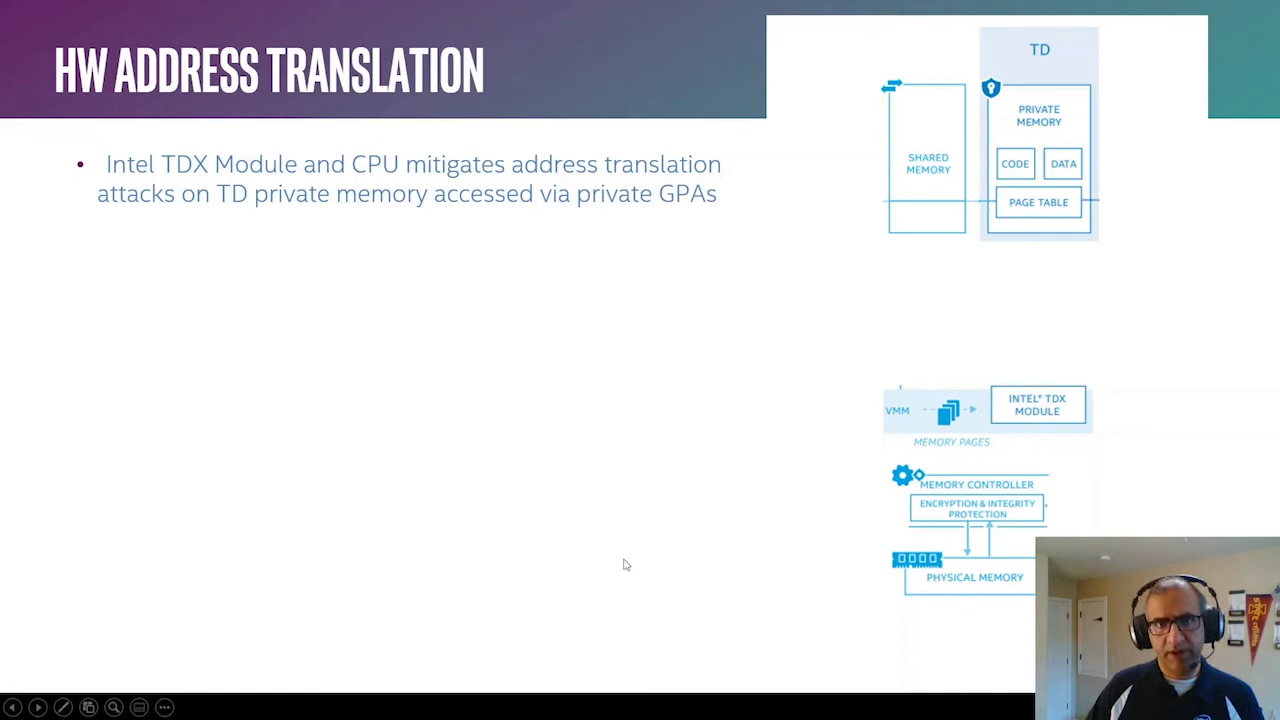 HW ADDRESS TRANSLATION
• Intel TDX Module and CPU mitigates address translation
attacks on TD private memory accessed via private GPAs
TD
PRIVATE
MEMORY
SHARED
MEMORY
CODE
DATA
PAGE TABLE
VMM
INTEL® TDX
MODULE
MEMORY PAGES
MEMORY CONTROLLER
ENCRYPTION & INTEGRITY
PROTECTION
PHYSICAL MEMORY